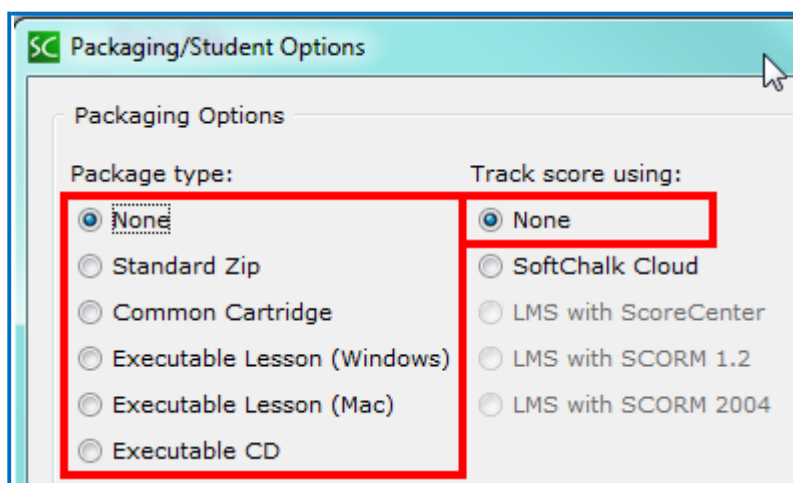 SC Packaging/Student Options
Packaging Options
Package type:
None
Standard Zip
Common Cartridge
Executable Lesson (Windows)
Executable Lesson (Mac)
Executable CD
Track score using:
None
SoftChalk Cloud
LMS with ScoreCenter
LMS with SCORM 1.2
LMS with SCORM 2004